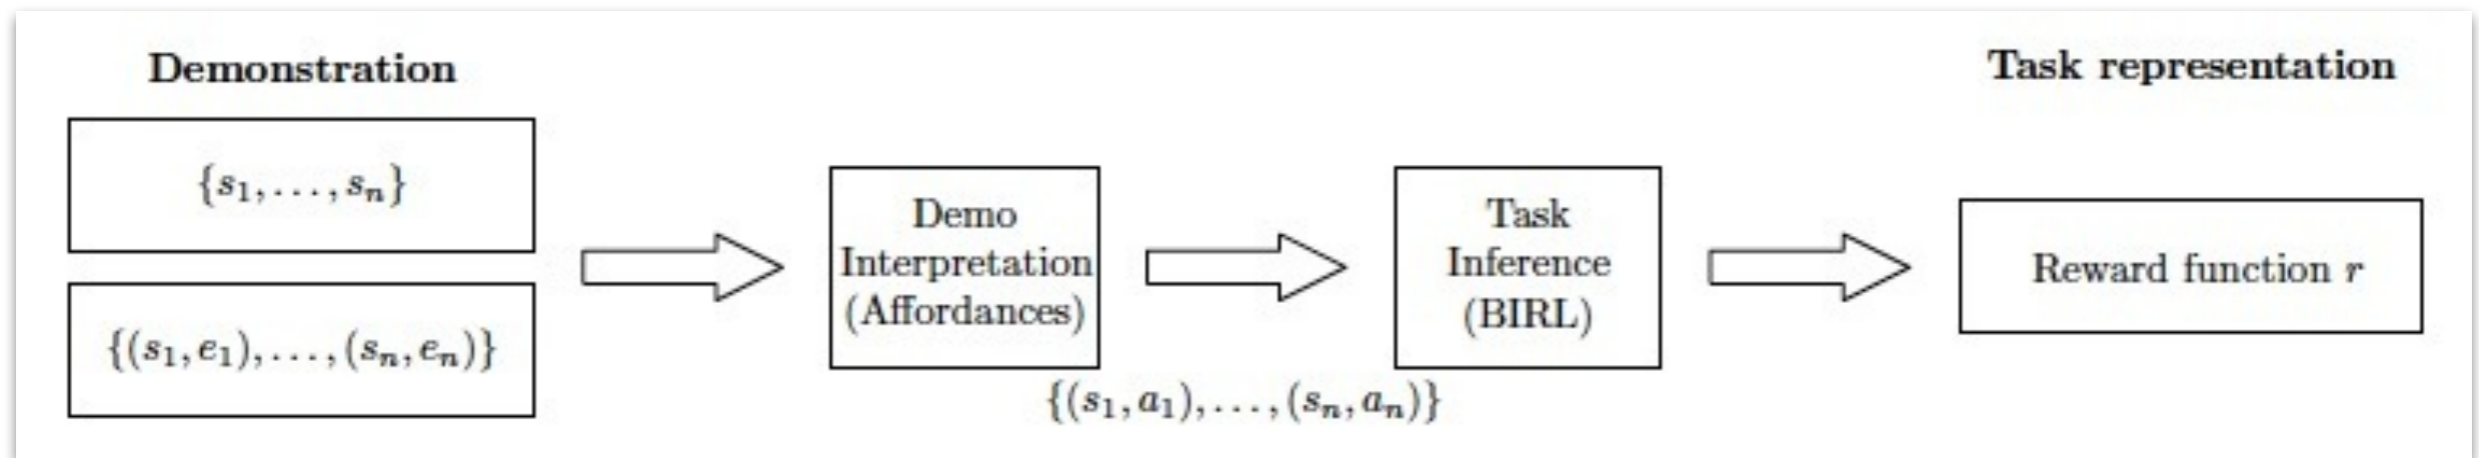 Demonstration
Task representation
{s₁, . . . , sₙ}
{(s₁, e₁), . . . , (sₙ, eₙ)}
Demo
Interpretation
(Affordances)
{(s₁, a₁), . . . , (sₙ, aₙ)}
Task
Inference
(BIRL)
Reward function r